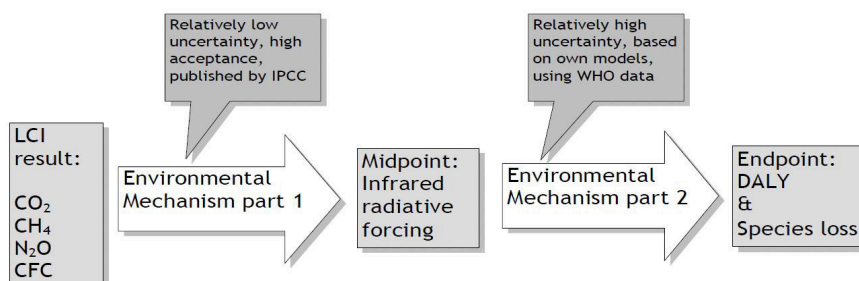 Relatively low
uncertainty, high
acceptance,
published by IPCC
Relatively high
uncertainty, based
on own models,
using WHO data
LCI
result:
CO₂
CH₄
N₂O
CFC
Environmental
Mechanism part 1
Midpoint:
Infrared
radiative
forcing
Environmental
Mechanism part 2
Endpoint:
DALY
&
Species loss